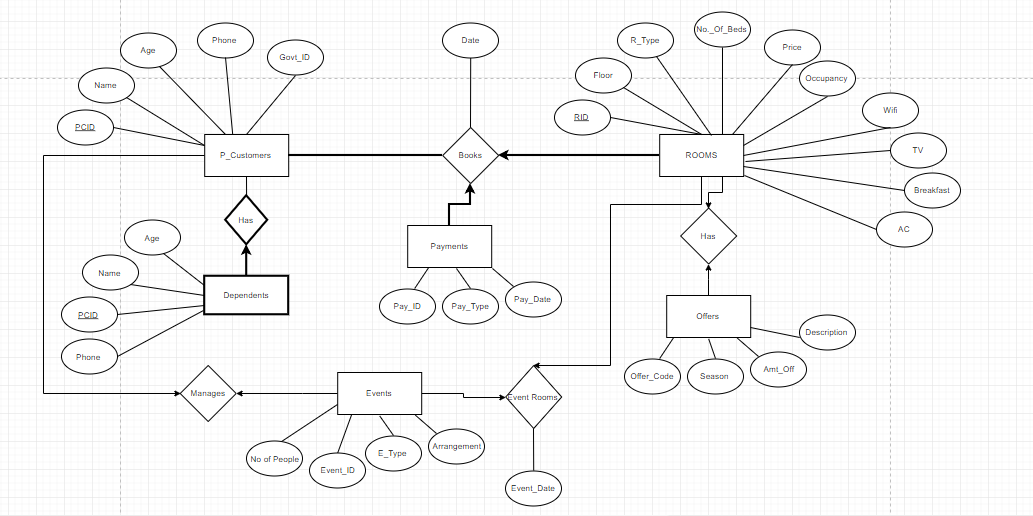 Date
No._Of_Beds
Phone
R_Type
Price
Age
Govt_ID
Floor
Occupancy
Name
Wifi
PCID
RID
P_Customers
Books
ROOMS
TV
Breakfast
Has
AC
Age
Has
Payments
Name
Dependents
Pay_ID
Pay_Type
Pay_Date
PCID
Offers
Description
Phone
Offer_Code
Season
Amt_Off
Manages
Events
Event Rooms
No of People
Event_ID
E_Type
Arrangement
Event_Date